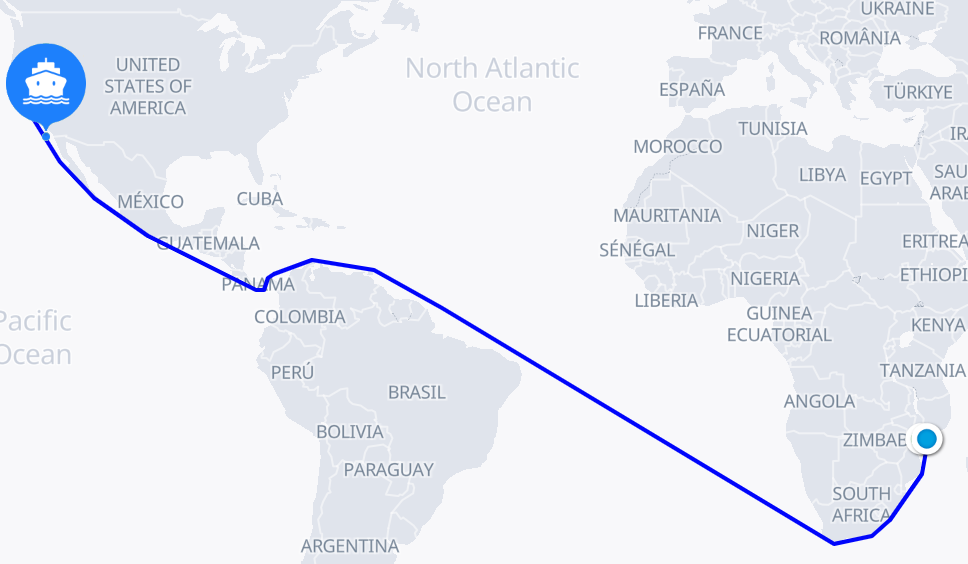 UKRAINE
FRANCE
ROMÂNIA
UNITED
STATES OF
AMERICA
North Atlantic
Ocean
ESPAÑA
TÜRKIYE
TUNISIA
IRA
MOROCCO
LIBYA
EGYPT
SAU
ARAB
MÉXICO
CUBA
MAURITANIA
NIGER
GUATEMALA
SÉNÉGAL
ERITREA
PANAMA
NIGERIA
ETHIOPI
LIBERIA
COLOMBIA
GUINEA
ECUATORIAL
Pacific
Ocean
KENYA
PERÚ
TANZANIA
BRASIL
ANGOLA
BOLIVIA
ZIMBAB
PARAGUAY
SOUTH
AFRICA
ARGENTINA